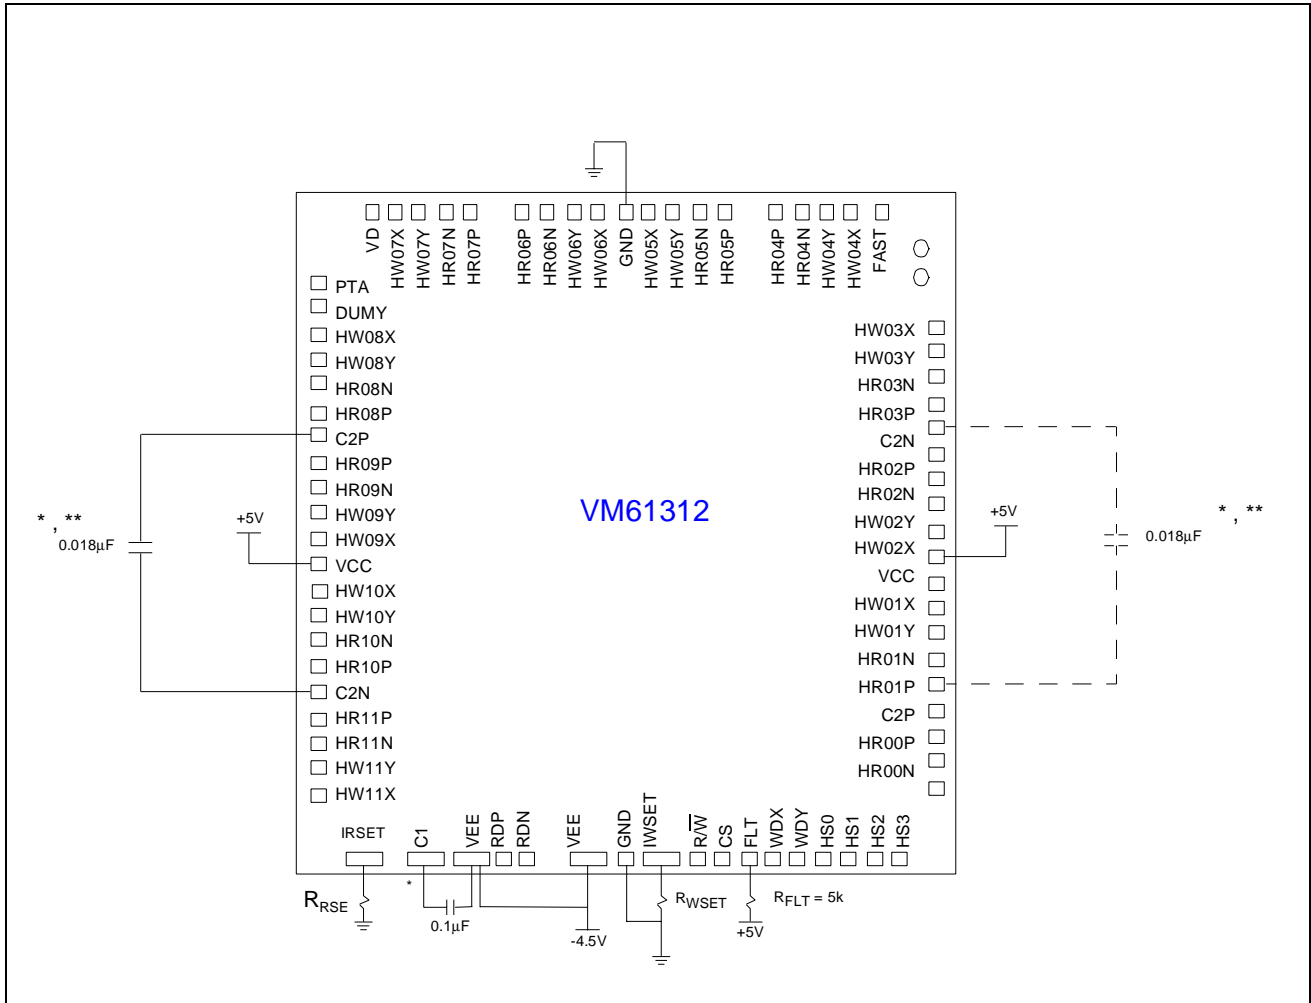 VD
HW07X
HW07Y
HR07N
HR07P
HR06P
HR06N
HW06Y
HW06X
GND
HW05X
HW05Y
HR05N
HR05P
HR04P
HR04N
HW04Y
HW04X
FAST
PTA
DUMY
HW08X
HW08Y
HR08N
HR08P
C2P
HR09P
HR09N
HW09Y
HW09X
VCC
HW10X
HW10Y
HR10N
HR10P
C2N
HR11P
HR11N
HW11Y
HW11X
* , **
0.018µF
+5V
VM61312
HW03X
HW03Y
HR03N
HR03P
C2N
HR02P
HR02N
HW02Y
HW02X
VCC
HW01X
HW01Y
HR01N
HR01P
C2P
HR00P
HR00N
+5V
* , **
0.018µF
IRSET
C1
VEE
RDP
RDN
VEE
GND
IWSET
R/W
CS
FLT
WDX
WDY
HS0
HS1
HS2
HS3
RRSE
*
0.1µF
-4.5V
RWSET
RFLT = 5k
+5V